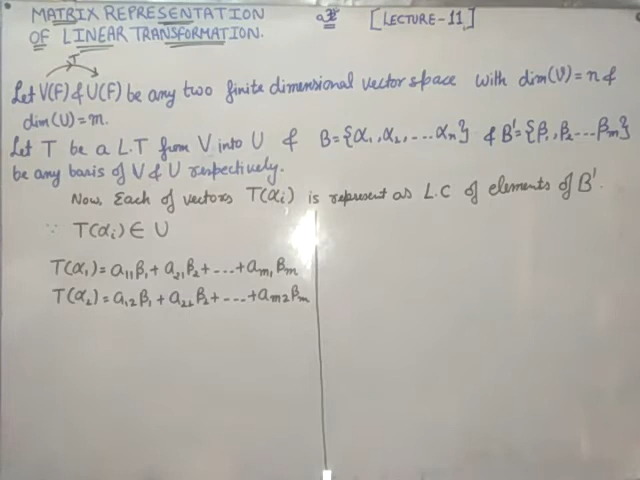 MATRIX REPRESENTATION
OF LINEAR TRANSFORMATION.
[LECTURE-11]
T
Let V(F) & U(F) be any two finite dimensional vector space with dim(V)=n &
dim(U)=m.
Let T be a L.T from V into U & B={α₁,α₂,...αₙ} & B'={β₁,β₂...βₘ}
be any basis of V & U respectively.
Now, Each of vectors T(αᵢ) is represent as L.C of elements of B'.
∵ T(αᵢ)∈ U
T(α₁)=a₁₁β₁+a₂₁β₂+...+aₘ₁βₘ
T(α₂)=a₁₂β₁+a₂₂β₂+...+aₘ₂βₘ